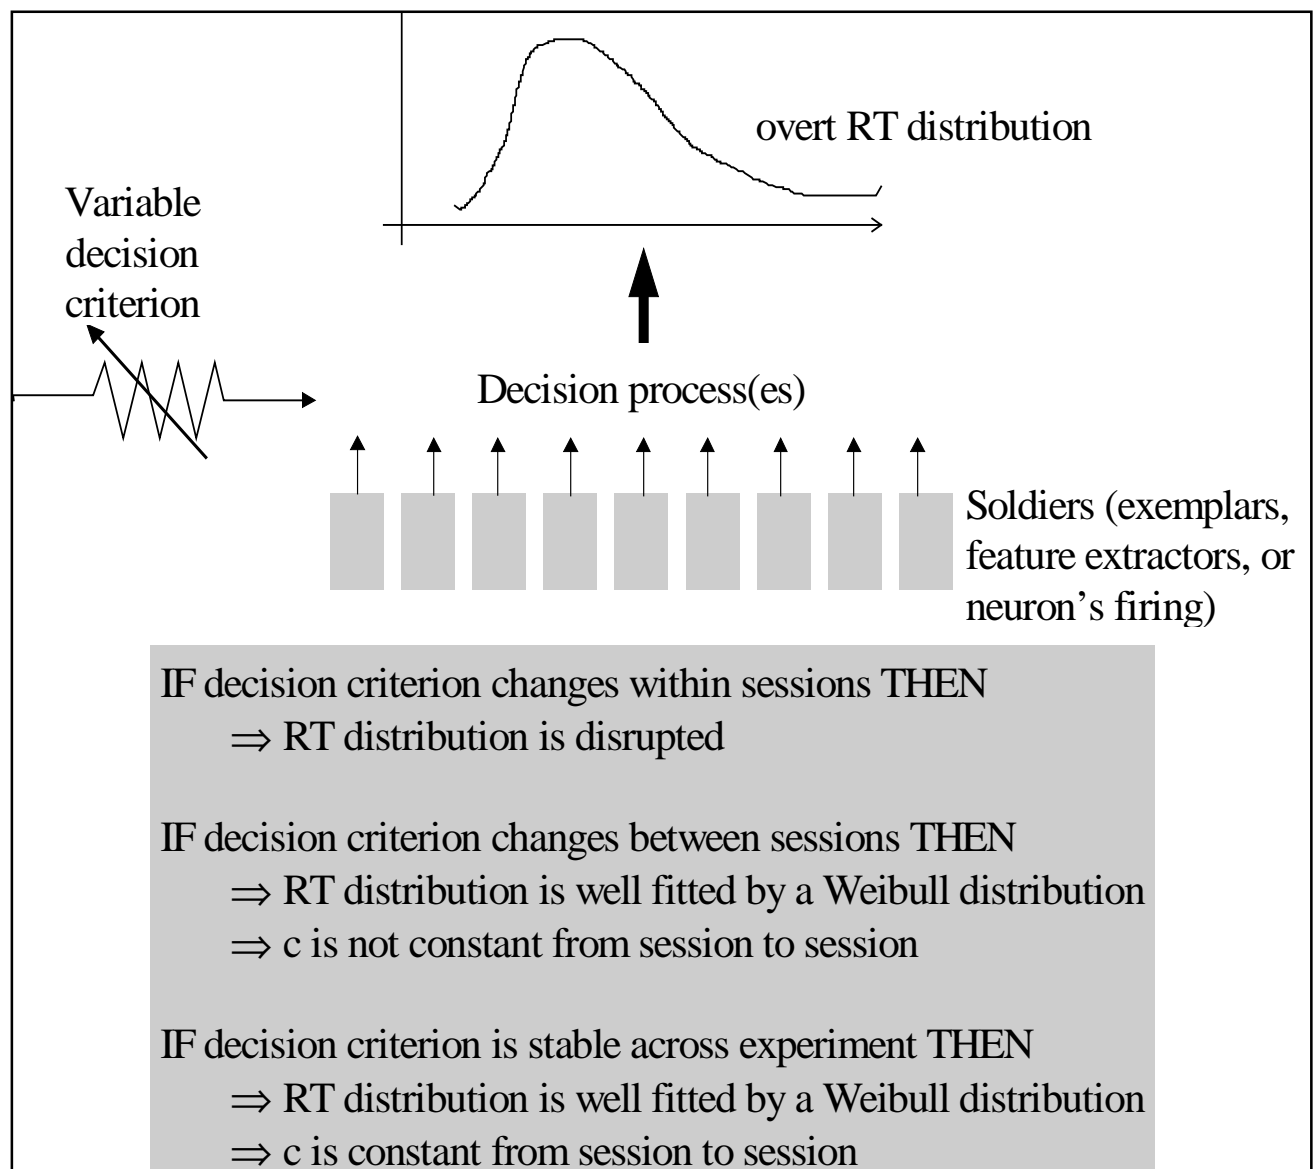 overt RT distribution
Variable
decision
criterion
Decision process(es)
Soldiers (exemplars,
feature extractors, or
neuron’s firing)
IF decision criterion changes within sessions THEN
⇒ RT distribution is disrupted
IF decision criterion changes between sessions THEN
⇒ RT distribution is well fitted by a Weibull distribution
⇒ c is not constant from session to session
IF decision criterion is stable across experiment THEN
⇒ RT distribution is well fitted by a Weibull distribution
⇒ c is constant from session to session